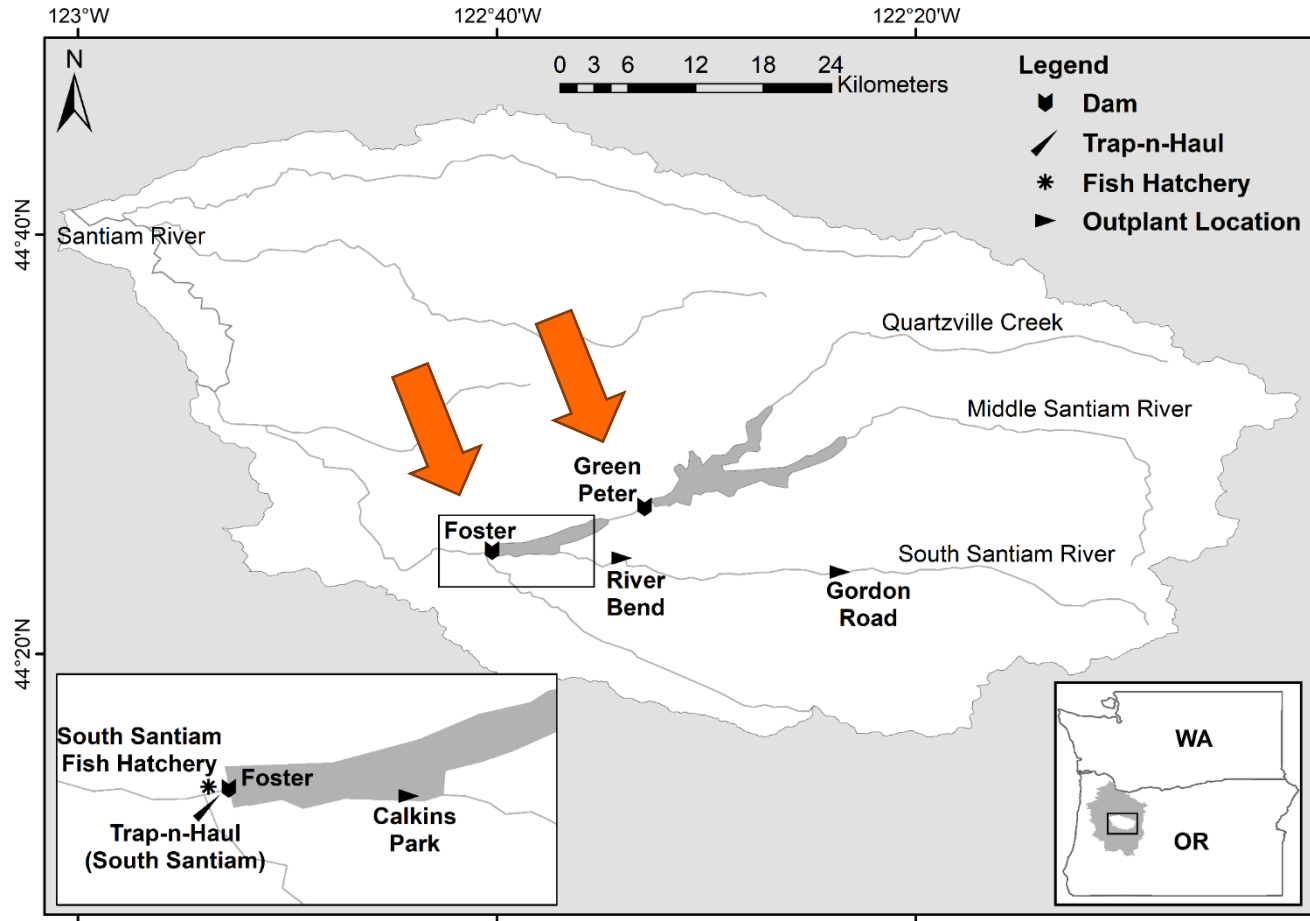 123°W
122°40'W
122°20'W
N
0 3 6 12 18 24
Kilometers
Legend
Dam
Trap-n-Haul
Fish Hatchery
Outplant Location
44°40'N
Santiam River
Quartzville Creek
Middle Santiam River
Green
Peter
Foster
South Santiam River
River
Bend
Gordon
Road
44°20'N
South Santiam
Fish Hatchery
Foster
Trap-n-Haul
(South Santiam)
Calkins
Park
WA
OR